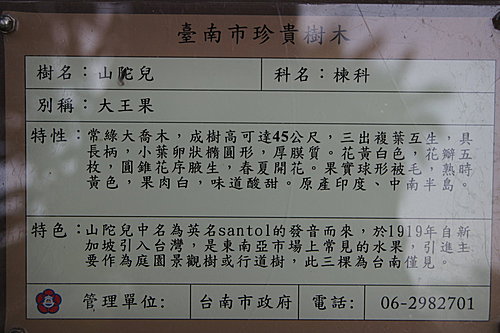 臺南市珍貴樹木
樹名：山陀兒 科名：楝科
別稱：大王果
特性：常綠大喬木，成樹高可達45公尺，三出複葉互生，具
長柄，小葉卵狀橢圓形，厚膜質。花黃白色，花瓣五
枚，圓錐花序腋生，春夏開花。果實球形被毛，熟時
黃色，果肉白，味道酸甜。原產印度、中南半島。
特色：山陀兒中名為英名santol的發音而來，於1919年自新
加坡引入台灣，是東南亞市場上常見的水果，引進主
要作為庭園景觀樹或行道樹，此三棵為台南僅見。
管理單位： 台南市政府 電話： 06-2982701